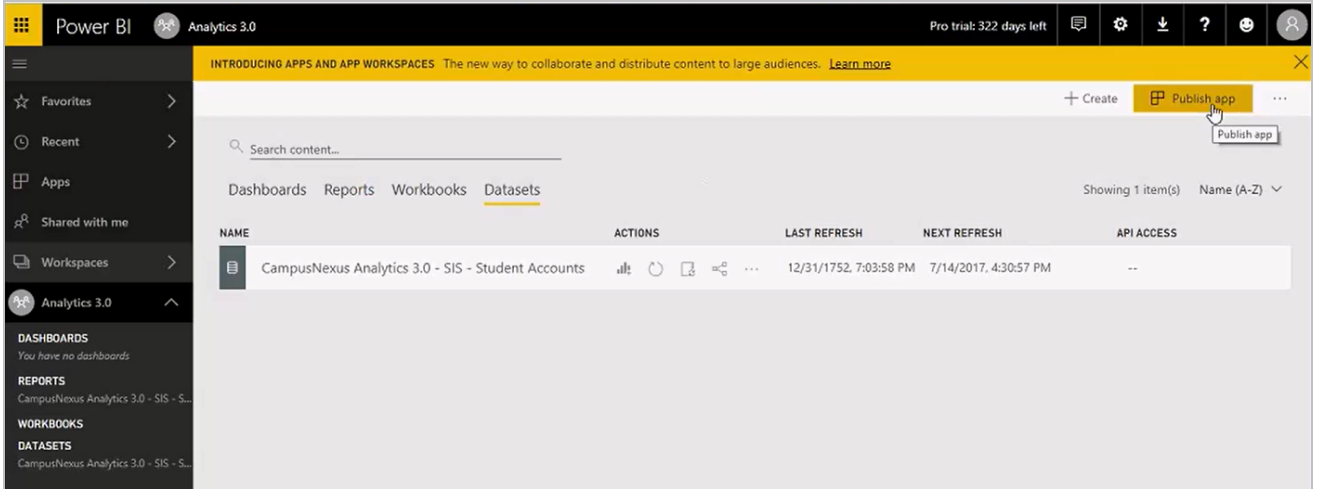 Power BI Analytics 3.0 Pro trial: 322 days left ?
INTRODUCING APPS AND APP WORKSPACES The new way to collaborate and distribute content to large audiences. Learn more
Favorites
Recent
Apps
Shared with me
Workspaces
Analytics 3.0
DASHBOARDS
You have no dashboards
REPORTS
CampusNexus Analytics 3.0 - SIS - S...
WORKBOOKS
DATASETS
CampusNexus Analytics 3.0 - SIS - S...
+ Create Publish app ...
Publish app
Search content...
Dashboards Reports Workbooks Datasets Showing 1 item(s) Name (A-Z)
NAME ACTIONS LAST REFRESH NEXT REFRESH API ACCESS
CampusNexus Analytics 3.0 - SIS - Student Accounts ... 12/31/1752, 7:03:58 PM 7/14/2017, 4:30:57 PM --